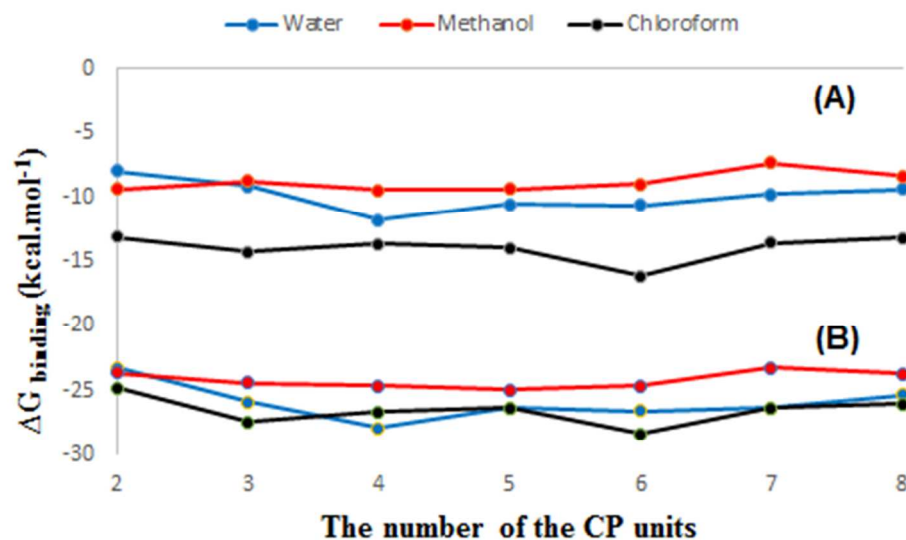 Water Methanol Chloroform
0
(A)
-5
-10
-15
-20
(B)
-25
-30
ΔG binding (kcal.mol-1)
2 3 4 5 6 7 8
The number of the CP units